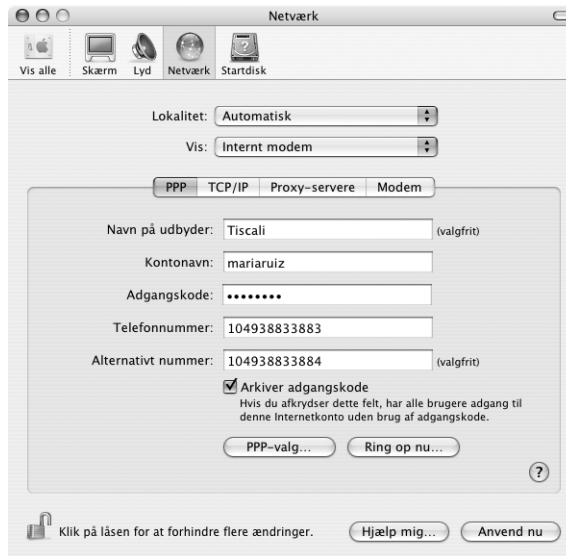 Netværk
Vis alle Skærm Lyd Netværk Startdisk
Lokalitet: Automatisk
Vis: Internt modem
PPP TCP/IP Proxy-servere Modem
Navn på udbyder: Tiscali (valgfrit)
Kontonavn: mariaruiz
Adgangskode: ••••••••
Telefonnummer: 104938833883
Alternativt nummer: 104938833884 (valgfrit)
Arkiver adgangskode
Hvis du afkrydser dette felt, har alle brugere adgang til
denne Internetkonto uden brug af adgangskode.
PPP-valg... Ring op nu...
?
Klik på låsen for at forhindre flere ændringer. Hjælp mig... Anvend nu